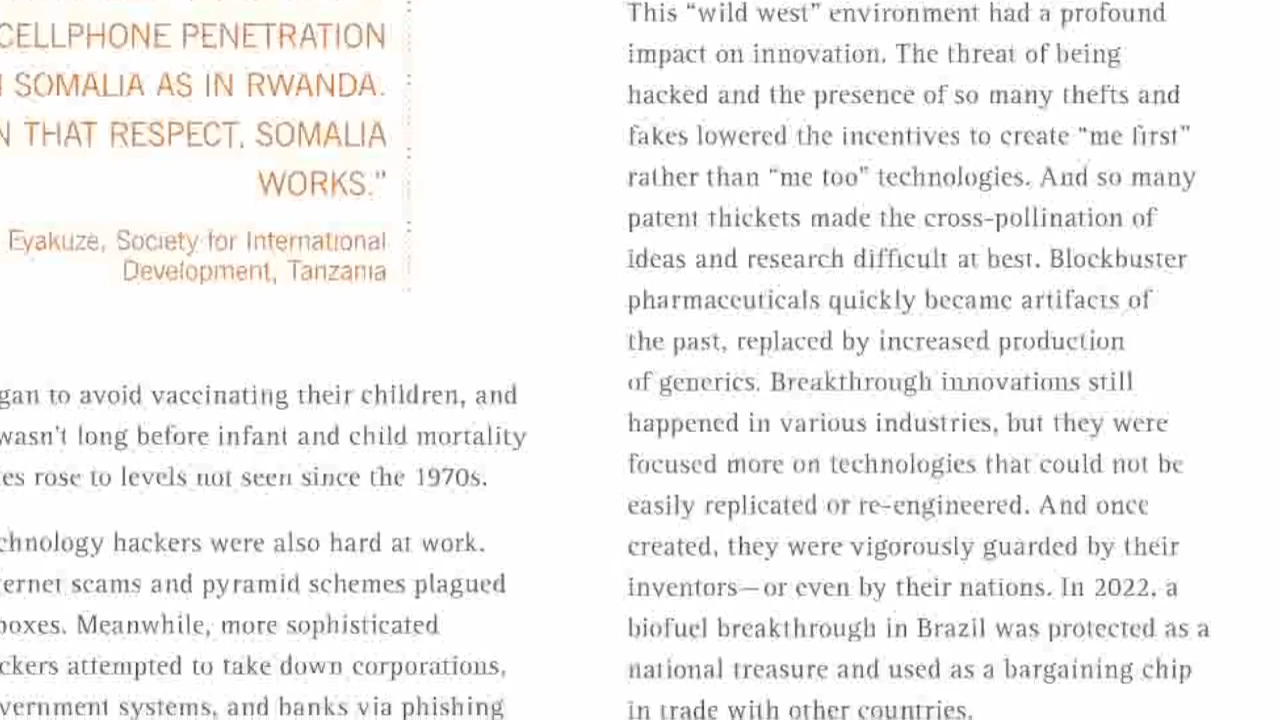 CELLPHONE PENETRATION
SOMALIA AS IN RWANDA.
THAT RESPECT, SOMALIA
WORKS."
Eyakuze, Society for International
Development, Tanzania
gan to avoid vaccinating their children, and
wasn't long before infant and child mortality
es rose to levels not seen since the 1970s.
chnology hackers were also hard at work.
ernet scams and pyramid schemes plagued
boxes. Meanwhile, more sophisticated
ckers attempted to take down corporations,
vernment systems, and banks via phishing
This “wild west” environment had a profound
impact on innovation. The threat of being
hacked and the presence of so many thefts and
fakes lowered the incentives to create “me first”
rather than “me too” technologies. And so many
patent thickets made the cross-pollination of
ideas and research difficult at best. Blockbuster
pharmaceuticals quickly became artifacts of
the past, replaced by increased production
of generics. Breakthrough innovations still
happened in various industries, but they were
focused more on technologies that could not be
easily replicated or re-engineered. And once
created, they were vigorously guarded by their
inventors—or even by their nations. In 2022, a
biofuel breakthrough in Brazil was protected as a
national treasure and used as a bargaining chip
in trade with other countries.